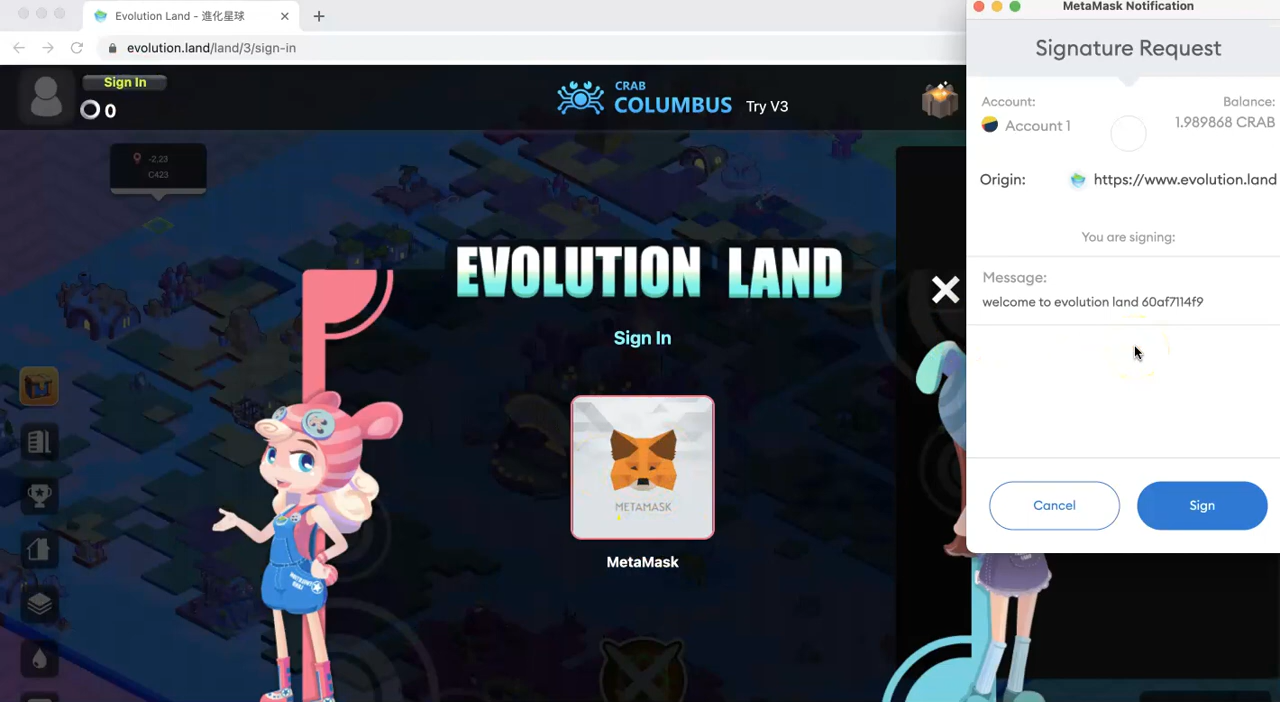 Evolution Land - 進化星球
evolution.land/land/3/sign-in
Sign In
0
CRAB
COLUMBUS
Try V3
-2,23
C423
EVOLUTION LAND
Sign In
METAMASK
MetaMask
MetaMask Notification
Signature Request
Account:
Balance:
Account 1
1.989868 CRAB
Origin:
https://www.evolution.land
You are signing:
Message:
welcome to evolution land 60af7114f9
Cancel
Sign